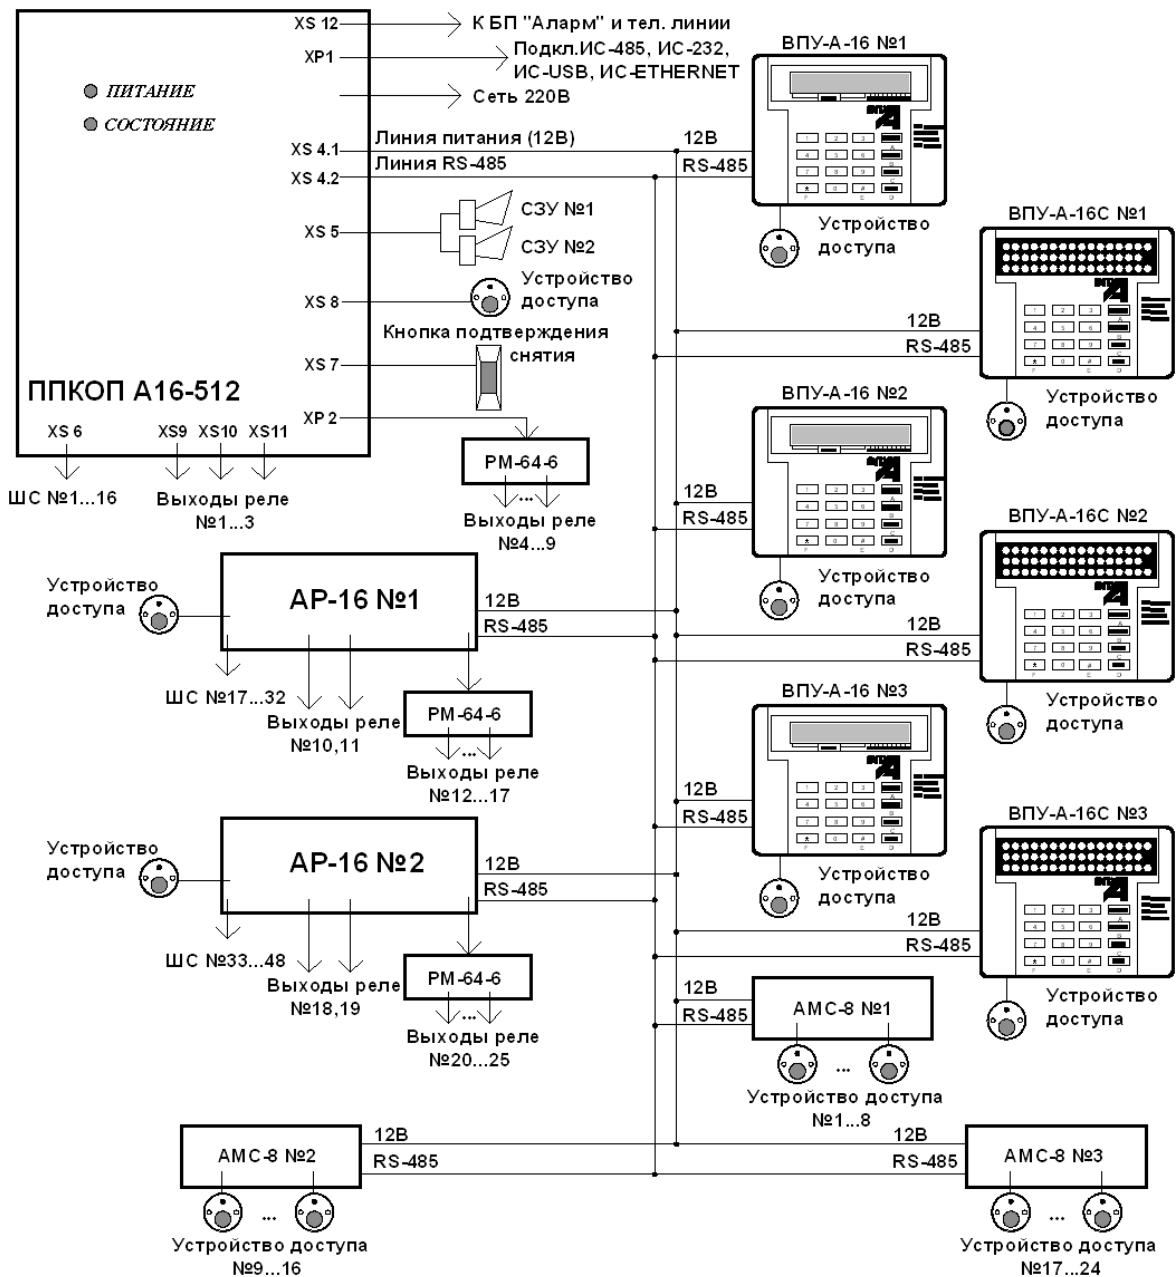 XS 12
К БП "Аларм" и тел. линии
XP1
Подкл.ИС-485, ИС-232,
ИС-USB, ИС-ETHERNET
Сеть 220В
ПИТАНИЕ
СОСТОЯНИЕ
XS 4.1
Линия питания (12В)
XS 4.2
Линия RS-485
XS 5
СЗУ №1
СЗУ №2
XS 8
Устройство
доступа
Кнопка подтверждения
снятия
XS 7
ППКОП А16-512
XP 2
XS 6
XS9
XS10
XS11
ШС №1...16
Выходы реле
№1...3
РМ-64-6
...
Выходы реле
№4...9
ВПУ-А-16 №1
12В
RS-485
Устройство
доступа
ВПУ-А-16С №1
12В
RS-485
Устройство
доступа
ВПУ-А-16 №2
12В
RS-485
Устройство
доступа
ВПУ-А-16С №2
12В
RS-485
Устройство
доступа
ВПУ-А-16 №3
12В
RS-485
Устройство
доступа
ВПУ-А-16С №3
12В
RS-485
Устройство
доступа
Устройство
доступа
АР-16 №1
12В
RS-485
ШС №17...32
Выходы реле
№10,11
РМ-64-6
...
Выходы реле
№12...17
Устройство
доступа
АР-16 №2
12В
RS-485
ШС №33...48
Выходы реле
№18,19
РМ-64-6
...
Выходы реле
№20...25
12В
RS-485
АМС-8 №1
...
Устройство доступа
№1...8
АМС-8 №2
12В
RS-485
...
Устройство доступа
№9...16
12В
RS-485
АМС-8 №3
...
Устройство доступа
№17...24